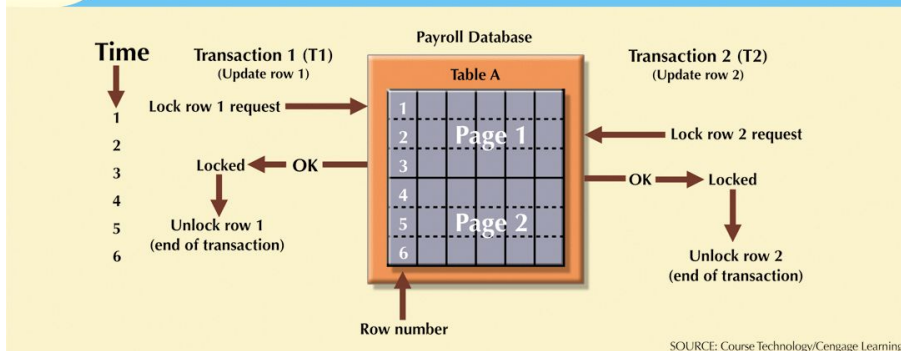 Payroll Database
Time
Transaction 1 (T1)
(Update row 1)
Transaction 2 (T2)
(Update row 2)
Table A
Lock row 1 request
Lock row 2 request
1
2
3
4
5
6
Page 1
Page 2
1
2
3
4
5
6
Locked
OK
OK
Locked
Unlock row 1
(end of transaction)
Unlock row 2
(end of transaction)
Row number
SOURCE: Course Technology/Cengage Learning